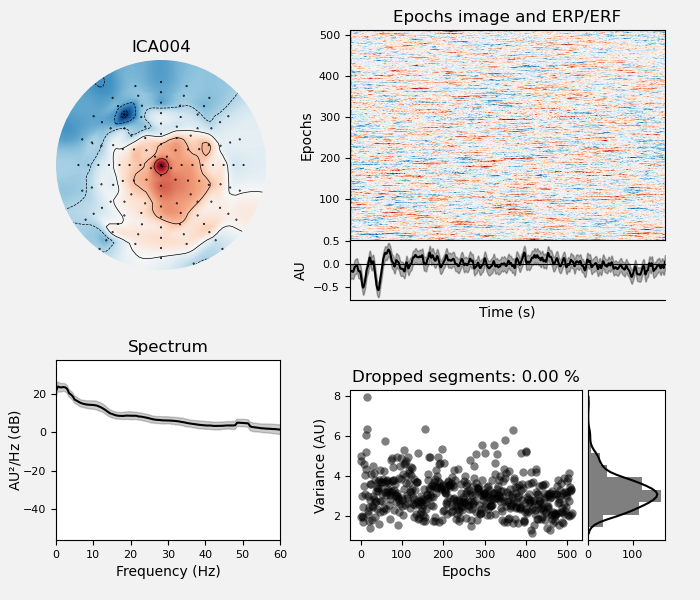 ICA004
Epochs image and ERP/ERF
500
400
300
200
100
Epochs
0.5
0.0
−0.5
AU
Time (s)
Spectrum
20
0
−20
−40
AU²/Hz (dB)
0 10 20 30 40 50 60
Frequency (Hz)
Dropped segments: 0.00 %
8
6
4
2
Variance (AU)
0 100 200 300 400 500
Epochs
0 100